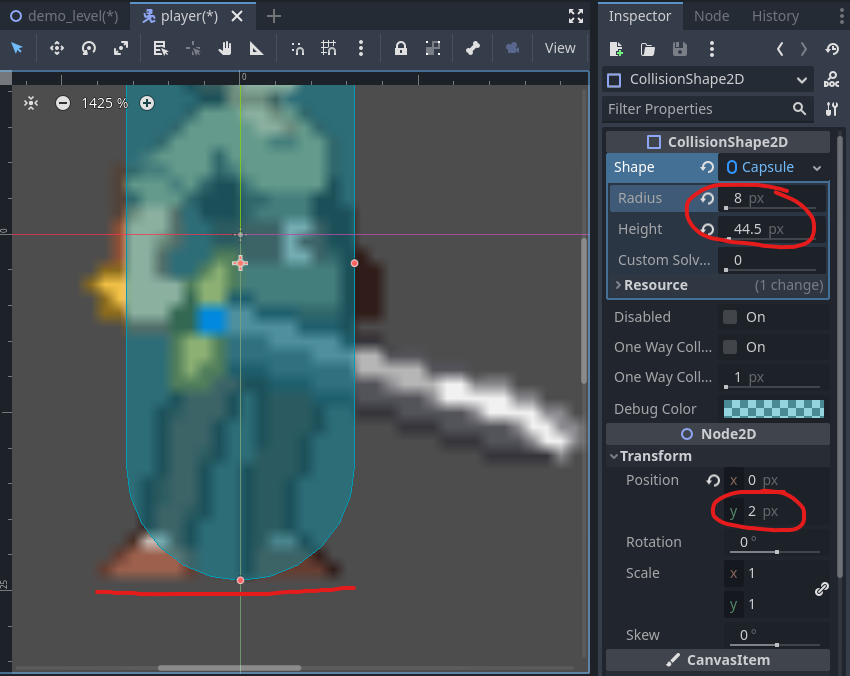 demo_level(*)
player(*)
Inspector
Node
History
View
CollisionShape2D
DOC
Filter Properties
0
1425 %
CollisionShape2D
Shape
Capsule
Radius
8 px
Height
44.5 px
Custom Solv...
0
Resource
(1 change)
Disabled
On
One Way Coll...
On
One Way Coll...
1 px
Debug Color
Node2D
Transform
Position
x 0 px
y 2 px
Rotation
0 °
Scale
x 1
y 1
Skew
0 °
CanvasItem
0
25